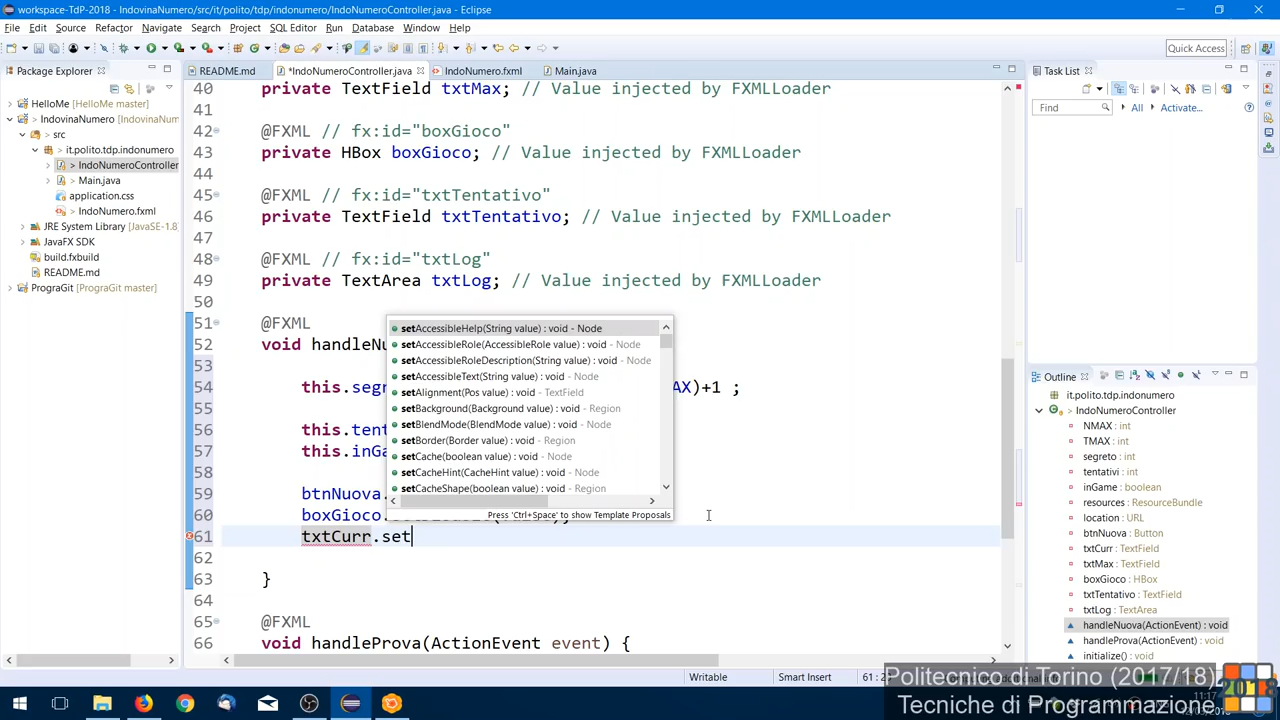 workspace-TdP-2018 - IndovinaNumero/src/it/polito/tdp/indonumero/IndoNumeroController.java - Eclipse
File Edit Source Refactor Navigate Search Project SQL Editor Run Database Window Help
Quick Access
Package Explorer
README.md
*IndoNumeroController.java
IndoNumero.fxml
Main.java
Task List
Find
All
Activate...
> HelloMe [HelloMe master]
> IndovinaNumero [IndovinaNumero
> src
> it.polito.tdp.indonumero
> IndoNumeroController
> Main.java
application.css
> IndoNumero.fxml
JRE System Library [JavaSE-1.8]
JavaFX SDK
build.fxbuild
README.md
PrograGit [PrograGit master]
40 private TextField txtMax; // Value injected by FXMLLoader
41
42 @FXML // fx:id="boxGioco"
43 private HBox boxGioco; // Value injected by FXMLLoader
44
45 @FXML // fx:id="txtTentativo"
46 private TextField txtTentativo; // Value injected by FXMLLoader
47
48 @FXML // fx:id="txtLog"
49 private TextArea txtLog; // Value injected by FXMLLoader
50
51 @FXML
52 void handleNu
53
54 this.segr AX)+1 ;
55
56 this.tent
57 this.inGa
58
59 btnNuova.
60 boxGioco.
61 txtCurr.set
62
63 }
64
65 @FXML
66 void handleProva(ActionEvent event) {
setAccessibleHelp(String value) : void - Node
setAccessibleRole(AccessibleRole value) : void - Node
setAccessibleRoleDescription(String value) : void - Node
setAccessibleText(String value) : void - Node
setAlignment(Pos value) : void - TextField
setBackground(Background value) : void - Region
setBlendMode(BlendMode value) : void - Node
setBorder(Border value) : void - Region
setCache(boolean value) : void - Node
setCacheHint(CacheHint value) : void - Node
setCacheShape(boolean value) : void - Region
Press 'Ctrl+Space' to show Template Proposals
Outline
it.polito.tdp.indonumero
IndoNumeroController
NMAX : int
TMAX : int
segreto : int
tentativi : int
inGame : boolean
resources : ResourceBundle
location : URL
btnNuova : Button
txtCurr : TextField
txtMax : TextField
boxGioco : HBox
txtTentativo : TextField
txtLog : TextArea
handleNuova(ActionEvent) : void
handleProva(ActionEvent) : void
initialize() : void
Writable
Smart Insert
61 : 2
Politecnico di Torino (2017/18)
Tecniche di Programmazione
2018
11:17